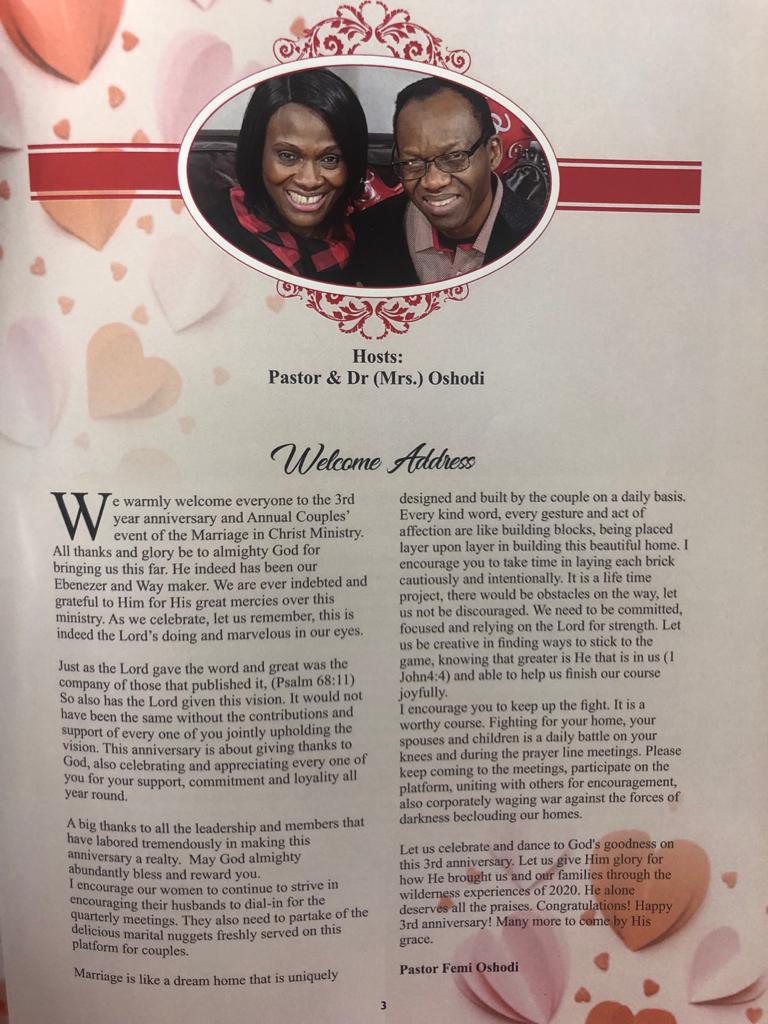 Hosts:
Pastor & Dr (Mrs.) Oshodi
Welcome Address
We warmly welcome everyone to the 3rd
year anniversary and Annual Couples'
event of the Marriage in Christ Ministry.
All thanks and glory be to almighty God for
bringing us this far. He indeed has been our
Ebenezer and Way maker. We are ever indebted and
grateful to Him for His great mercies over this
ministry. As we celebrate, let us remember, this is
indeed the Lord's doing and marvelous in our eyes.
Just as the Lord gave the word and great was the
company of those that published it, (Psalm 68:11)
So also has the Lord given this vision. It would not
have been the same without the contributions and
support of every one of you jointly upholding the
vision. This anniversary is about giving thanks to
God, also celebrating and appreciating every one of
you for your support, commitment and loyality all
year round.
A big thanks to all the leadership and members that
have labored tremendously in making this
anniversary a realty. May God almighty
abundantly bless and reward you.
I encourage our women to continue to strive in
encouraging their husbands to dial-in for the
quarterly meetings. They also need to partake of the
delicious marital nuggets freshly served on this
platform for couples.
Marriage is like a dream home that is uniquely
designed and built by the couple on a daily basis.
Every kind word, every gesture and act of
affection are like building blocks, being placed
layer upon layer in building this beautiful home. I
encourage you to take time in laying each brick
cautiously and intentionally. It is a life time
project, there would be obstacles on the way, let
us not be discouraged. We need to be committed,
focused and relying on the Lord for strength. Let
us be creative in finding ways to stick to the
game, knowing that greater is He that is in us (1
John4:4) and able to help us finish our course
joyfully.
I encourage you to keep up the fight. It is a
worthy course. Fighting for your home, your
spouses and children is a daily battle on your
knees and during the prayer line meetings. Please
keep coming to the meetings, participate on the
platform, uniting with others for encouragement,
also corporately waging war against the forces of
darkness beclouding our homes.
Let us celebrate and dance to God's goodness on
this 3rd anniversary. Let us give Him glory for
how He brought us and our families through the
wilderness experiences of 2020. He alone
deserves all the praises. Congratulations! Happy
3rd anniversary! Many more to come by His
grace.
Pastor Femi Oshodi
3